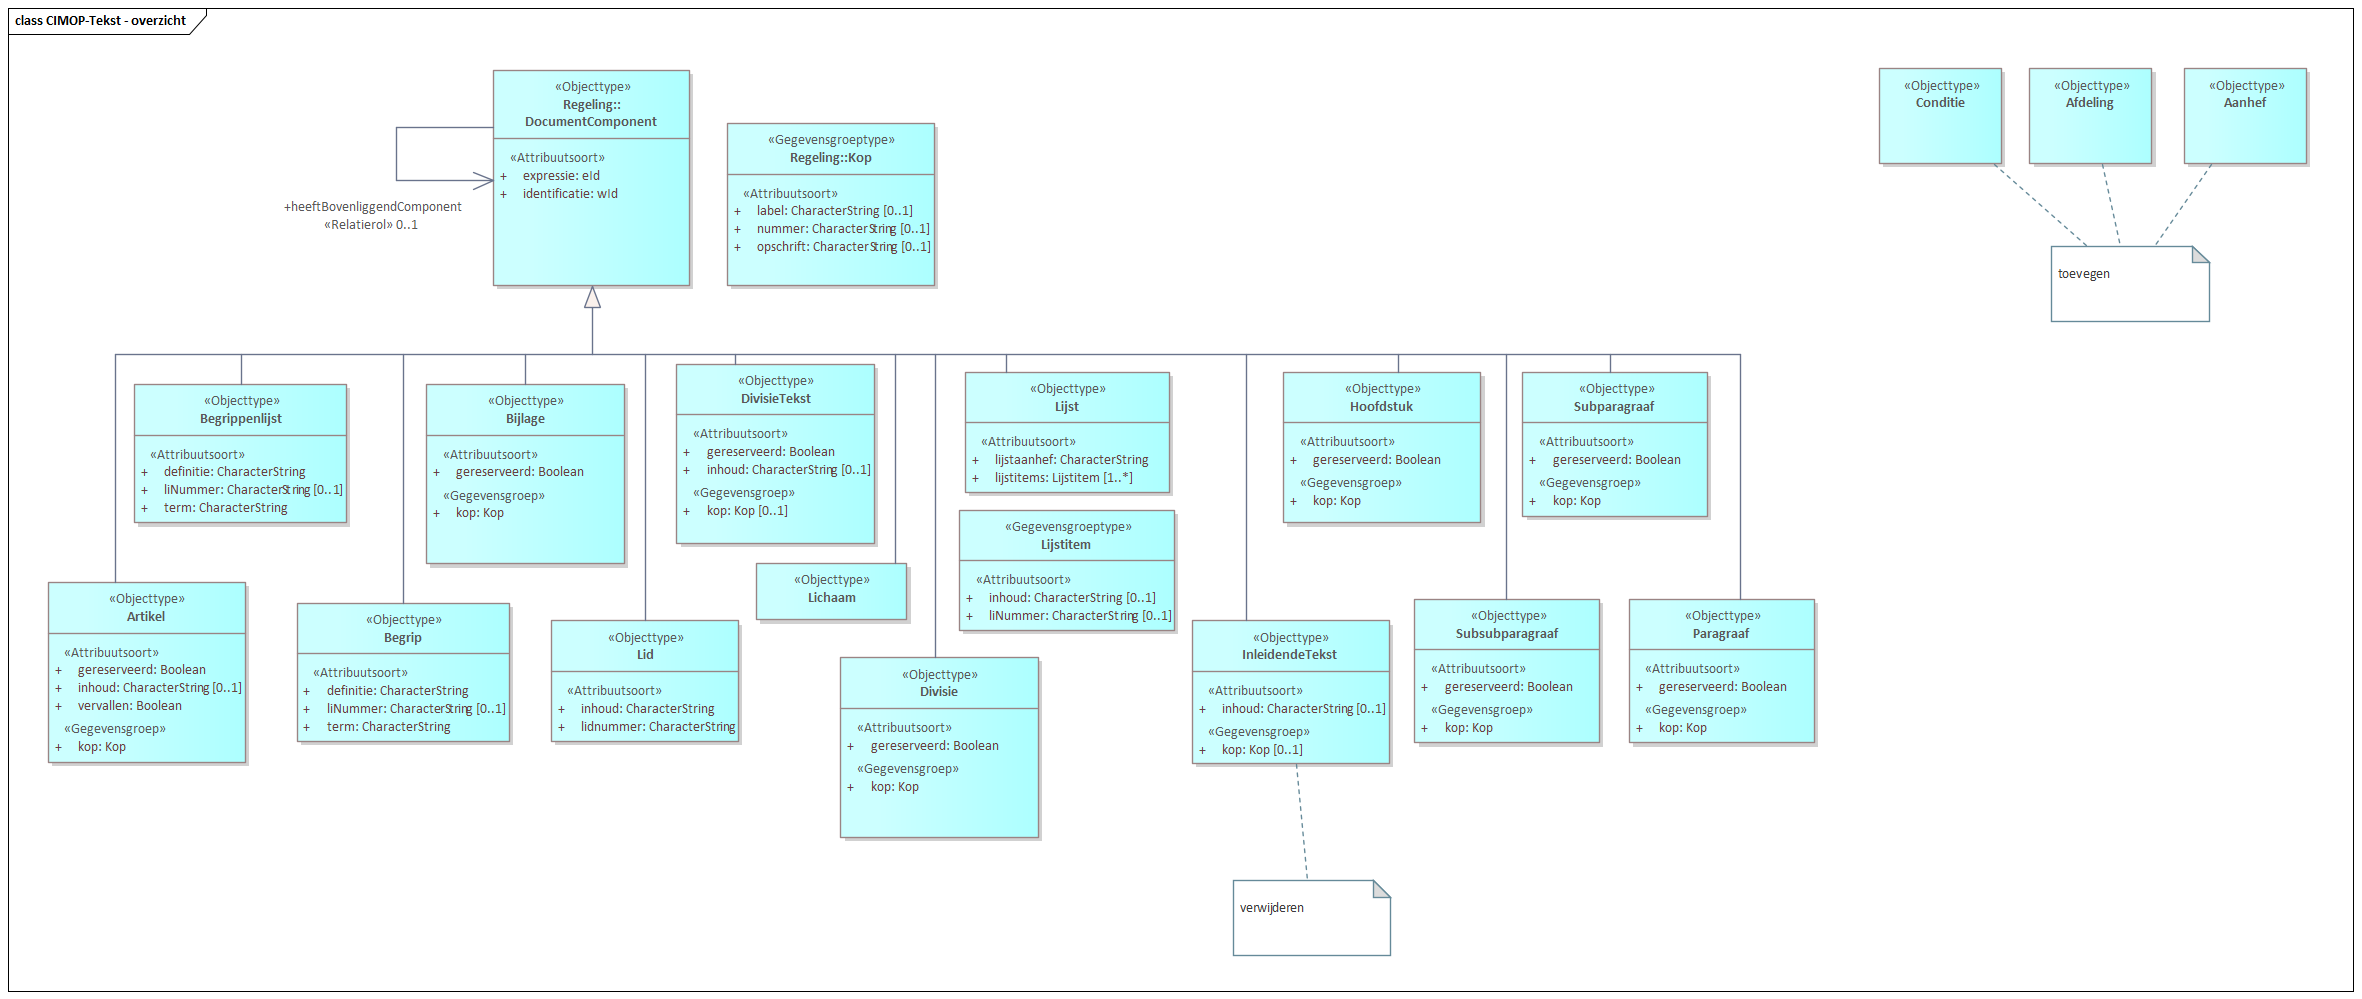 class CIMOP-Tekst - overzicht
«Objecttype»
Regeling::
DocumentComponent
«Attribuutsoort»
+ expressie: eId
+ identificatie: wId
+heeftBovenliggendComponent
«Relatierol» 0..1
«Gegevensgroeptype»
Regeling::Kop
«Attribuutsoort»
+ label: CharacterString [0..1]
+ nummer: CharacterString [0..1]
+ opschrift: CharacterString [0..1]
«Objecttype»
Conditie
«Objecttype»
Afdeling
«Objecttype»
Aanhef
toevegen
«Objecttype»
Begrippenlijst
«Attribuutsoort»
+ definitie: CharacterString
+ liNummer: CharacterString [0..1]
+ term: CharacterString
«Objecttype»
Bijlage
«Attribuutsoort»
+ gereserveerd: Boolean
«Gegevensgroep»
+ kop: Kop
«Objecttype»
DivisieTekst
«Attribuutsoort»
+ gereserveerd: Boolean
+ inhoud: CharacterString [0..1]
«Gegevensgroep»
+ kop: Kop [0..1]
«Objecttype»
Lijst
«Attribuutsoort»
+ lijstaanhef: CharacterString
+ lijstitems: Lijstitem [1..*]
«Objecttype»
Hoofdstuk
«Attribuutsoort»
+ gereserveerd: Boolean
«Gegevensgroep»
+ kop: Kop
«Objecttype»
Subparagraaf
«Attribuutsoort»
+ gereserveerd: Boolean
«Gegevensgroep»
+ kop: Kop
«Gegevensgroeptype»
Lijstitem
«Attribuutsoort»
+ inhoud: CharacterString [0..1]
+ liNummer: CharacterString [0..1]
«Objecttype»
Lichaam
«Objecttype»
Artikel
«Attribuutsoort»
+ gereserveerd: Boolean
+ inhoud: CharacterString [0..1]
+ vervallen: Boolean
«Gegevensgroep»
+ kop: Kop
«Objecttype»
Begrip
«Attribuutsoort»
+ definitie: CharacterString
+ liNummer: CharacterString [0..1]
+ term: CharacterString
«Objecttype»
Lid
«Attribuutsoort»
+ inhoud: CharacterString
+ lidnummer: CharacterString
«Objecttype»
Divisie
«Attribuutsoort»
+ gereserveerd: Boolean
«Gegevensgroep»
+ kop: Kop
«Objecttype»
InleidendeTekst
«Attribuutsoort»
+ inhoud: CharacterString [0..1]
«Gegevensgroep»
+ kop: Kop [0..1]
«Objecttype»
Subsubparagraaf
«Attribuutsoort»
+ gereserveerd: Boolean
«Gegevensgroep»
+ kop: Kop
«Objecttype»
Paragraaf
«Attribuutsoort»
+ gereserveerd: Boolean
«Gegevensgroep»
+ kop: Kop
verwijderen